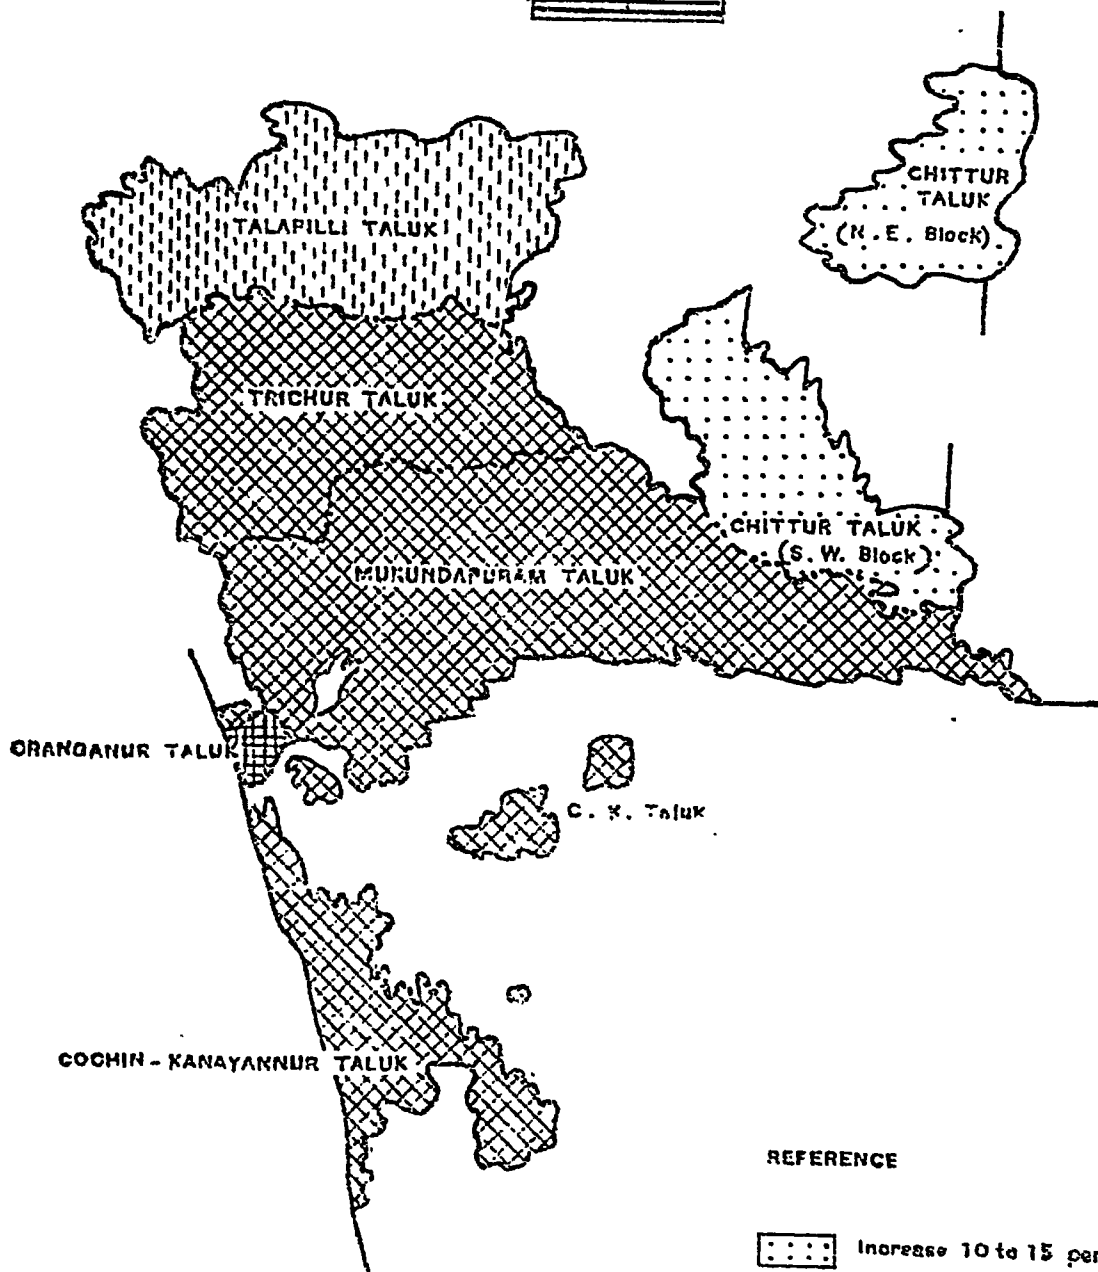 CHITTUR
TALUK
(N. E. Block)
TALAPILLI TALUK
TRICHUR TALUK
CHITTUR TALUK
(S. W. Block)
MUKUNDAPURAM TALUK
CRANGANUR TALUK
C. K. Taluk
COCHIN - KANAYANNUR TALUK
REFERENCE
Increase 10 to 15 per